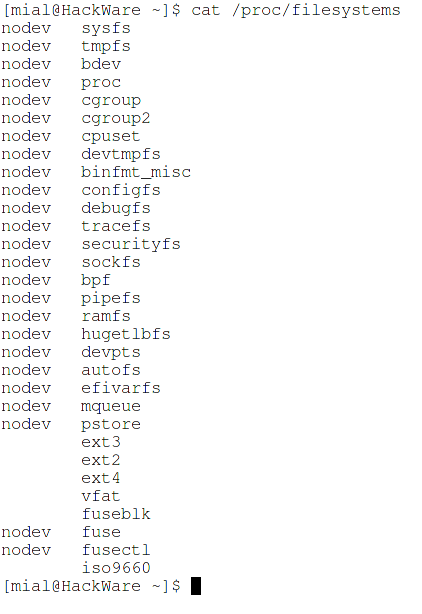 [mial@HackWare ~]$ cat /proc/filesystems
nodev   sysfs
nodev   tmpfs
nodev   bdev
nodev   proc
nodev   cgroup
nodev   cgroup2
nodev   cpuset
nodev   devtmpfs
nodev   binfmt_misc
nodev   configfs
nodev   debugfs
nodev   tracefs
nodev   securityfs
nodev   sockfs
nodev   bpf
nodev   pipefs
nodev   ramfs
nodev   hugetlbfs
nodev   devpts
nodev   autofs
nodev   efivarfs
nodev   mqueue
nodev   pstore
        ext3
        ext2
        ext4
        vfat
        fuseblk
nodev   fuse
nodev   fusectl
        iso9660
[mial@HackWare ~]$